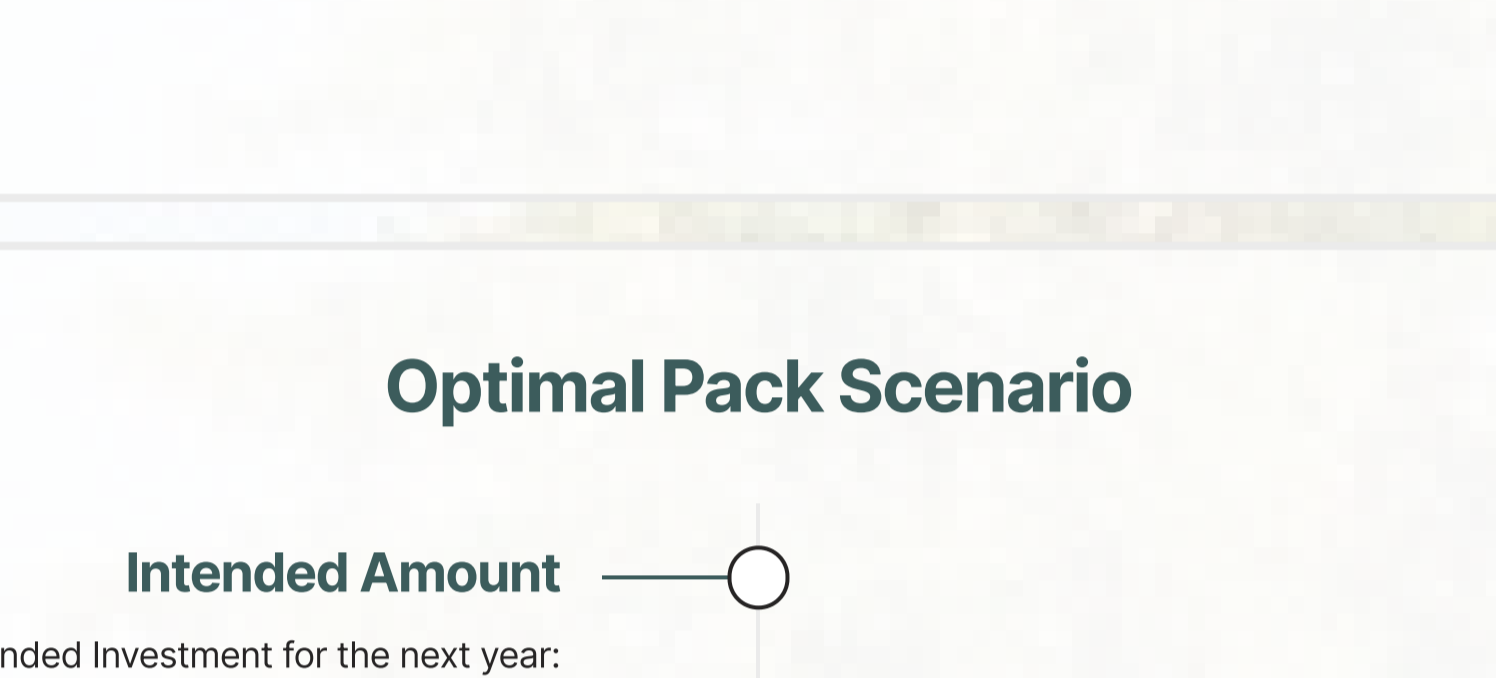 Optimal Pack Scenario
Intended Amount
nded Investment for the next year: